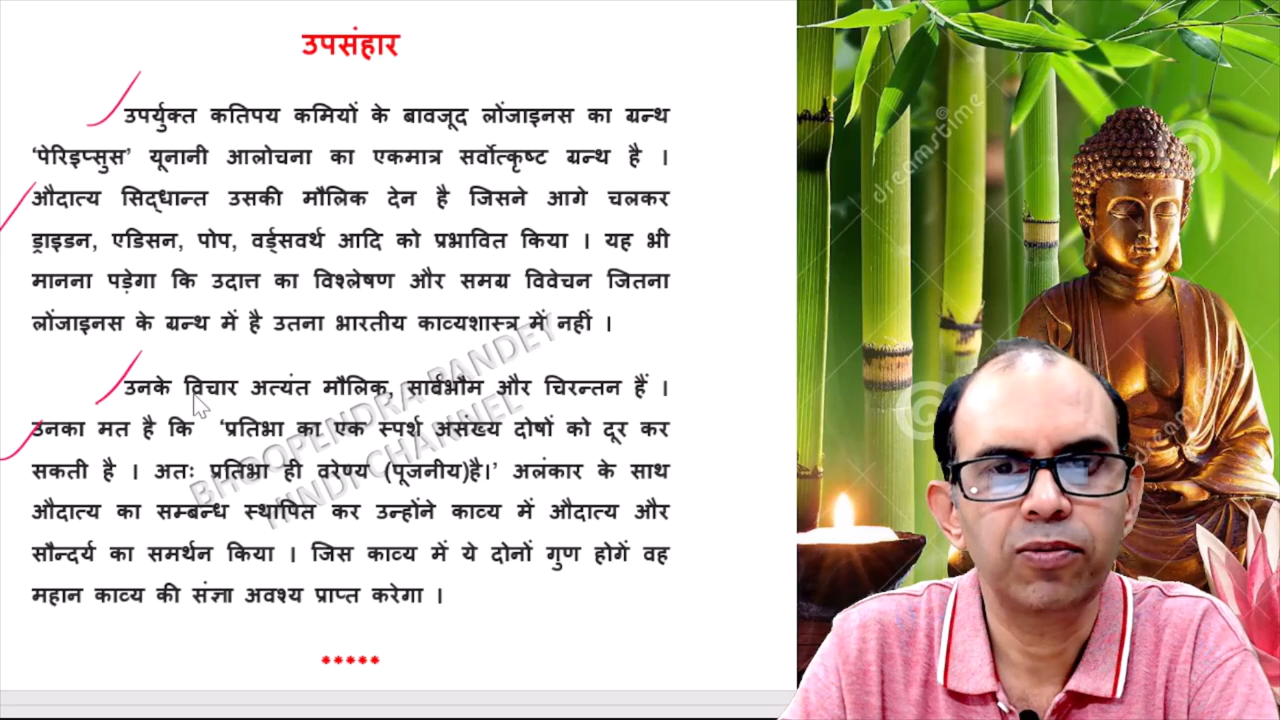 उपसंहार
उपर्युक्त कतिपय कमियों के बावजूद लोंजाइनस का ग्रन्थ
‘पेरिइप्सुस’ यूनानी आलोचना का एकमात्र सर्वोत्कृष्ट ग्रन्थ है ।
औदात्य सिद्धान्त उसकी मौलिक देन है जिसने आगे चलकर
ड्राइडन, एडिसन, पोप, वर्ड्सवर्थ आदि को प्रभावित किया । यह भी
मानना पड़ेगा कि उदात्त का विश्लेषण और समग्र विवेचन जितना
लोंजाइनस के ग्रन्थ में है उतना भारतीय काव्यशास्त्र में नहीं ।
उनके विचार अत्यंत मौलिक, सार्वभौम और चिरन्तन हैं ।
उनका मत है कि ‘प्रतिभा का एक स्पर्श असंख्य दोषों को दूर कर
सकती है । अतः प्रतिभा ही वरेण्य (पूजनीय)है।’ अलंकार के साथ
औदात्य का सम्बन्ध स्थापित कर उन्होंने काव्य में औदात्य और
सौन्दर्य का समर्थन किया । जिस काव्य में ये दोनों गुण होगें वह
महान काव्य की संज्ञा अवश्य प्राप्त करेगा ।
*****
BHOOPENDRA PANDEY
HINDI CHANNEL
dreamstime
dreamstime